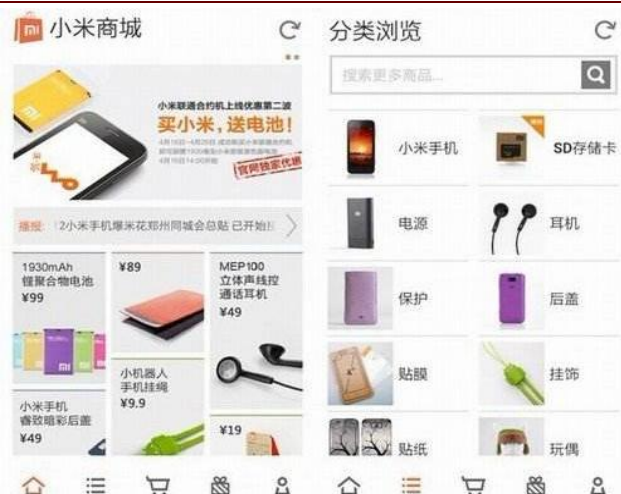 小米商城
小米联通合约机上线优惠第二波
买小米,送电池!
官网独家代惠
播报:
12小米手机爆米花郑州同城会总贴 已开始
1930mAh
锂聚合物电池
¥99
¥89
MEP100
立体声线控
通话耳机
¥49
小机器人
手机挂绳
¥9.9
小米手机
睿致暗彩后盖
¥49
¥19
分类浏览
搜索更多商品...
小米手机
SD存储卡
电源
耳机
保护
后盖
贴膜
挂饰
贴纸
玩偶